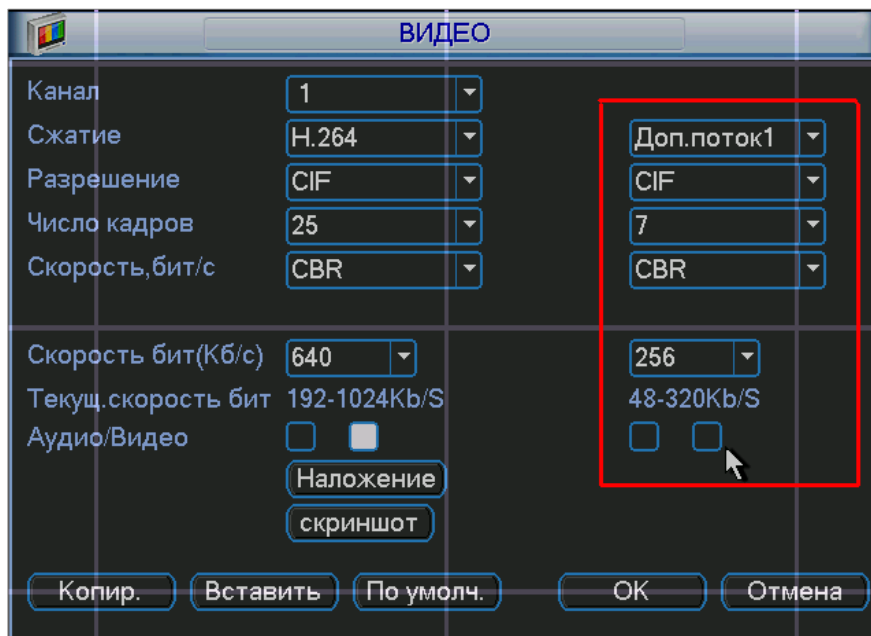 ВИДЕО
Канал 1
Сжатие H.264 Доп.поток1
Разрешение CIF CIF
Число кадров 25 7
Скорость,бит/с CBR CBR
Скорость бит(Кб/с) 640 256
Текущ.скорость бит 192-1024Kb/S 48-320Kb/S
Аудио/Видео
Наложение
скриншот
Копир. Вставить По умолч. OK Отмена